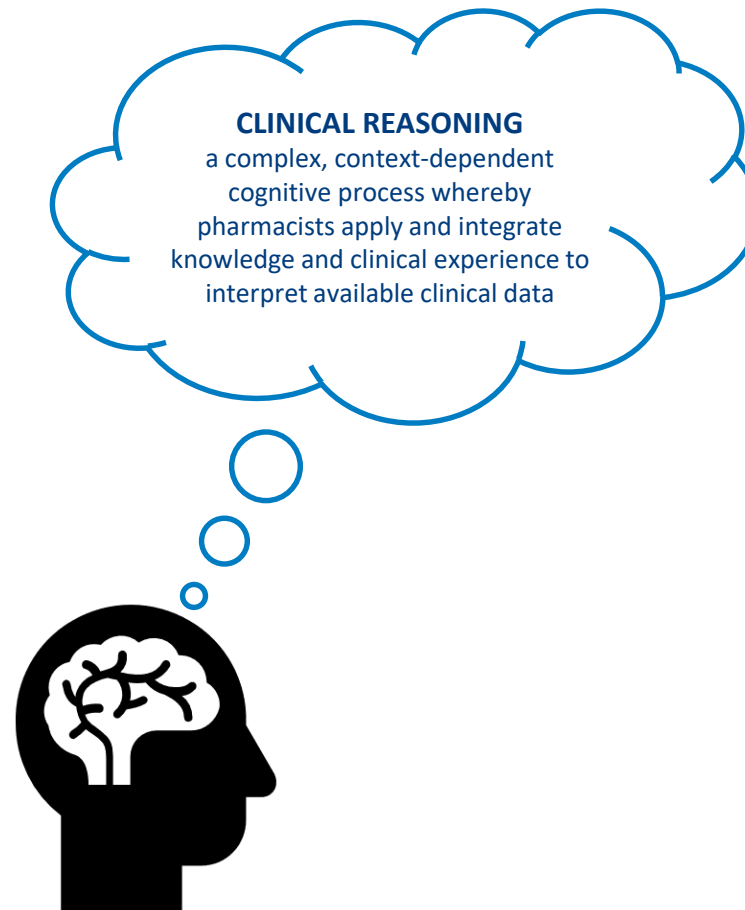 CLINICAL REASONING
a complex, context-dependent
cognitive process whereby
pharmacists apply and integrate
knowledge and clinical experience to
interpret available clinical data